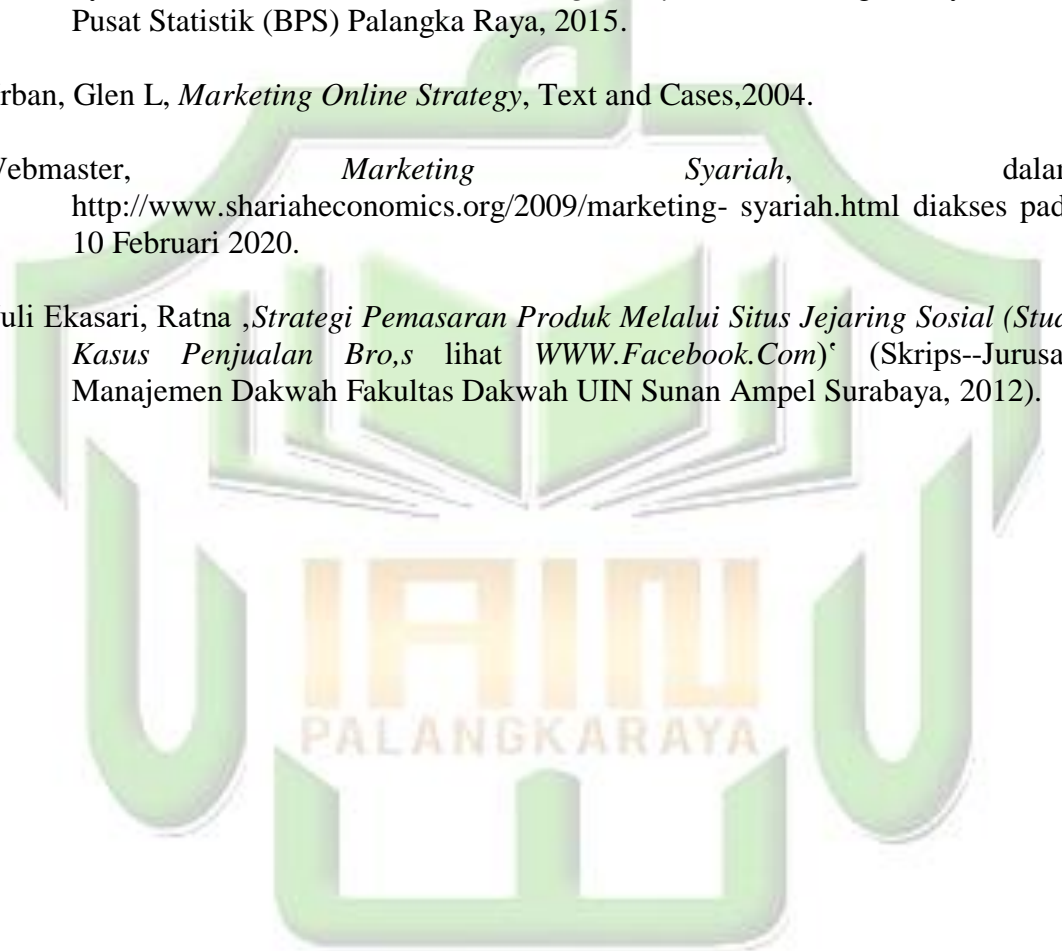 Pusat Statistik (BPS) Palangka Raya, 2015.
rban, Glen L, Marketing Online Strategy, Text and Cases,2004.
ebmaster, Marketing Syariah, dalam
http://www.shariaheconomics.org/2009/marketing- syariah.html diakses pad
10 Februari 2020.
uli Ekasari, Ratna ‚Strategi Pemasaran Produk Melalui Situs Jejaring Sosial (Stud
Kasus Penjualan Bro,s lihat WWW.Facebook.Com)‛ (Skrips--Jurusa
Manajemen Dakwah Fakultas Dakwah UIN Sunan Ampel Surabaya, 2012).
IAIN
PALANGKARAYA